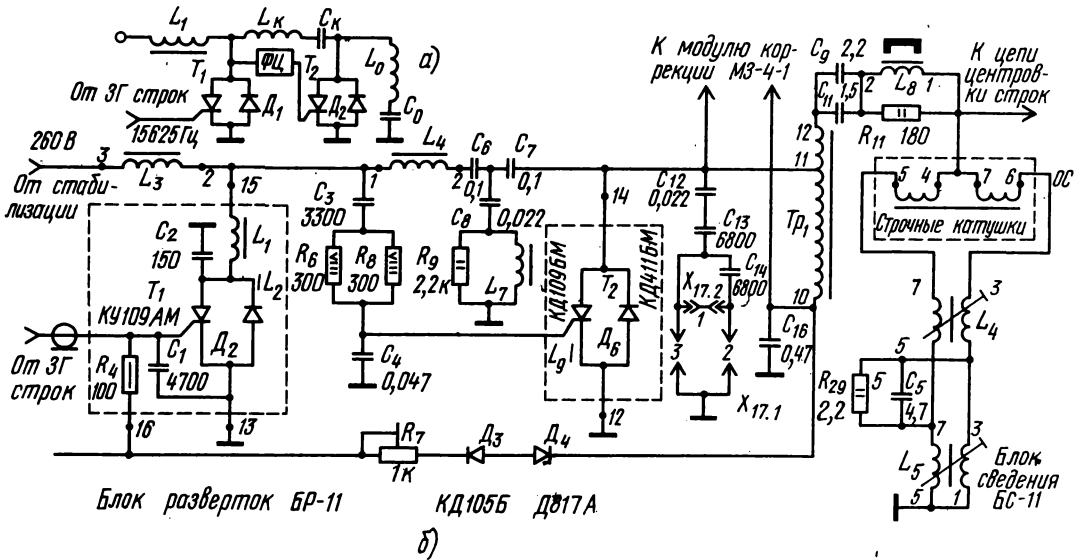 L₁
Lк
Cк
T₁
ФЦ
T₂
L₀
а)
От ЗГ строк
Д₁
Д₂
C₀
15625Гц
К модулю кор-
рекции М3-4-1
C₉ 2,2
L₈
2 1
C₁₁ 1,5
К цепи
центров-
ки строк
R₁₁ 180
260 В
3
L₃
2
15
От стаби-
лизации
1
L₄
2
C₆
0,1
C₇
0,1
14
12
11
C₃
3300
C₈
0,022
C₁₂
0,022
5 4 7 6
ОС
Строчные катушки
C₂
150
L₁
R₆
300
R₈
300
R₉
2,2к
L₇
КД109БМ
T₂
КД411БМ
C₁₃
6800
C₁₄
6800
Тр₁
T₁
L₂
КУ109АМ
Д₂
Д₆
X₁₇.₂
1
10
7
3
L₄
От ЗГ
строк
R₄
100
C₁
4700
C₄
0,047
L₉
3
2
C₁₆
0,47
X₁₇.₁
5
R₂₉
2,2
5
C₅
4,7
16
13
12
R₇
1к
Д₃
Д₄
7
3
L₅
5
1
Блок
сведения
БС-11
Блок разверток БР-11
КД105Б
Д817А
б)